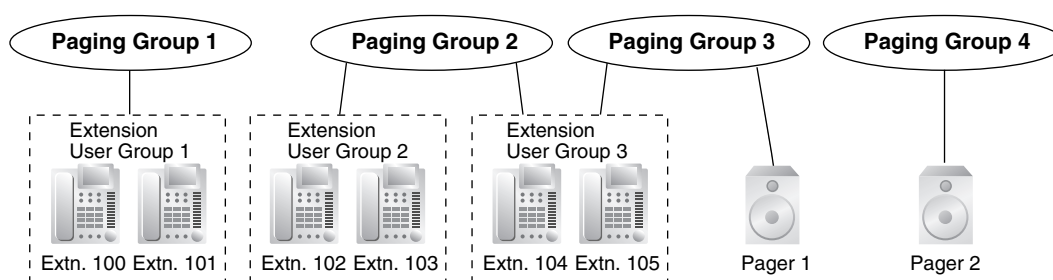 Paging Group 1
Paging Group 2
Paging Group 3
Paging Group 4
Extension
User Group 1
Extension
User Group 2
Extension
User Group 3
Extn. 100 Extn. 101
Extn. 102 Extn. 103
Extn. 104 Extn. 105
Pager 1
Pager 2